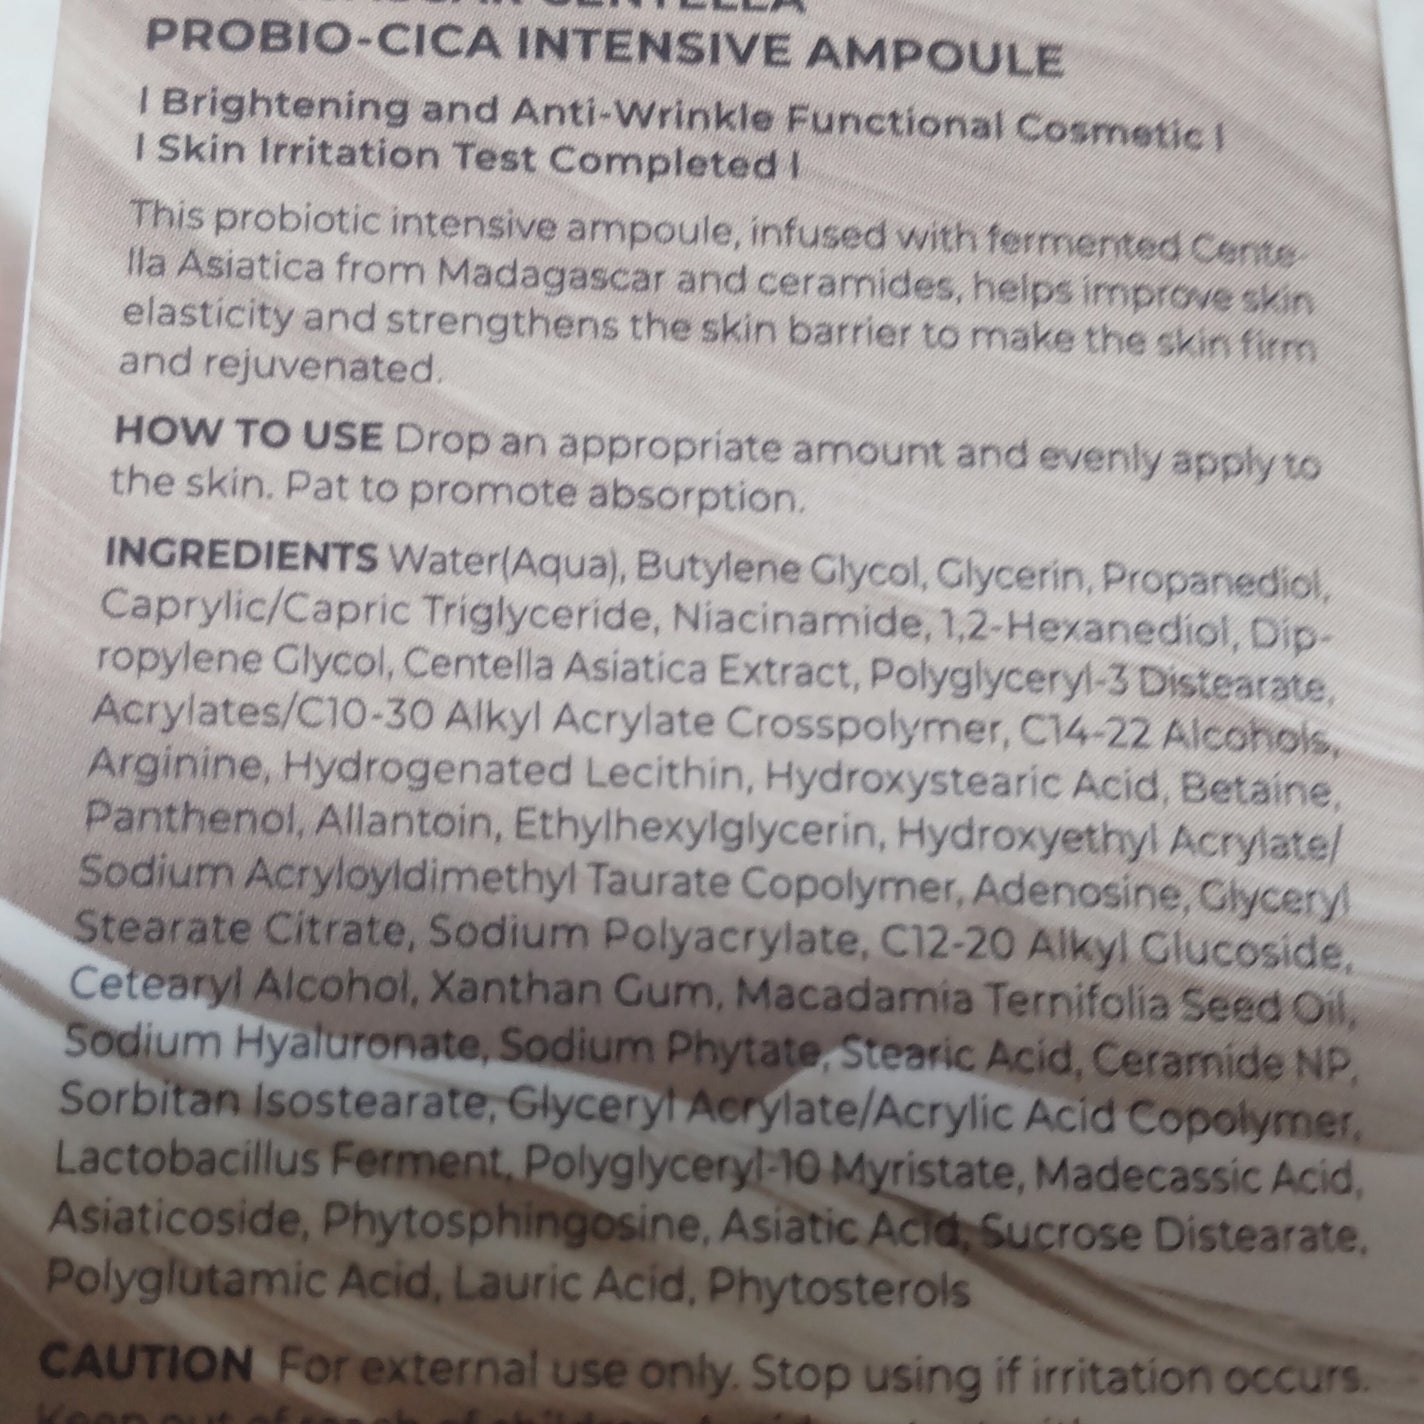 CENTELLA
PROBIO-CICA INTENSIVE AMPOULE
| Brightening and Anti-Wrinkle Functional Cosmetic |
| Skin Irritation Test Completed |
This probiotic intensive ampoule, infused with fermented Cente-
lla Asiatica from Madagascar and ceramides, helps improve skin
elasticity and strengthens the skin barrier to make the skin firm
and rejuvenated.
HOW TO USE Drop an appropriate amount and evenly apply to
the skin. Pat to promote absorption.
INGREDIENTS Water(Aqua), Butylene Glycol, Glycerin, Propanediol,
Caprylic/Capric Triglyceride, Niacinamide, 1,2-Hexanediol, Dip-
ropylene Glycol, Centella Asiatica Extract, Polyglyceryl-3 Distearate,
Acrylates/C10-30 Alkyl Acrylate Crosspolymer, C14-22 Alcohols,
Arginine, Hydrogenated Lecithin, Hydroxystearic Acid, Betaine,
Panthenol, Allantoin, Ethylhexylglycerin, Hydroxyethyl Acrylate/
Sodium Acryloyldimethyl Taurate Copolymer, Adenosine, Glyceryl
Stearate Citrate, Sodium Polyacrylate, C12-20 Alkyl Glucoside,
Cetearyl Alcohol, Xanthan Gum, Macadamia Ternifolia Seed Oil,
Sodium Hyaluronate, Sodium Phytate, Stearic Acid, Ceramide NP,
Sorbitan Isostearate, Glyceryl Acrylate/Acrylic Acid Copolymer,
Lactobacillus Ferment, Polyglyceryl-10 Myristate, Madecassic Acid,
Asiaticoside, Phytosphingosine, Asiatic Acid, Sucrose Distearate,
Polyglutamic Acid, Lauric Acid, Phytosterols
CAUTION For external use only. Stop using if irritation occurs.
Keep out of reach of children.